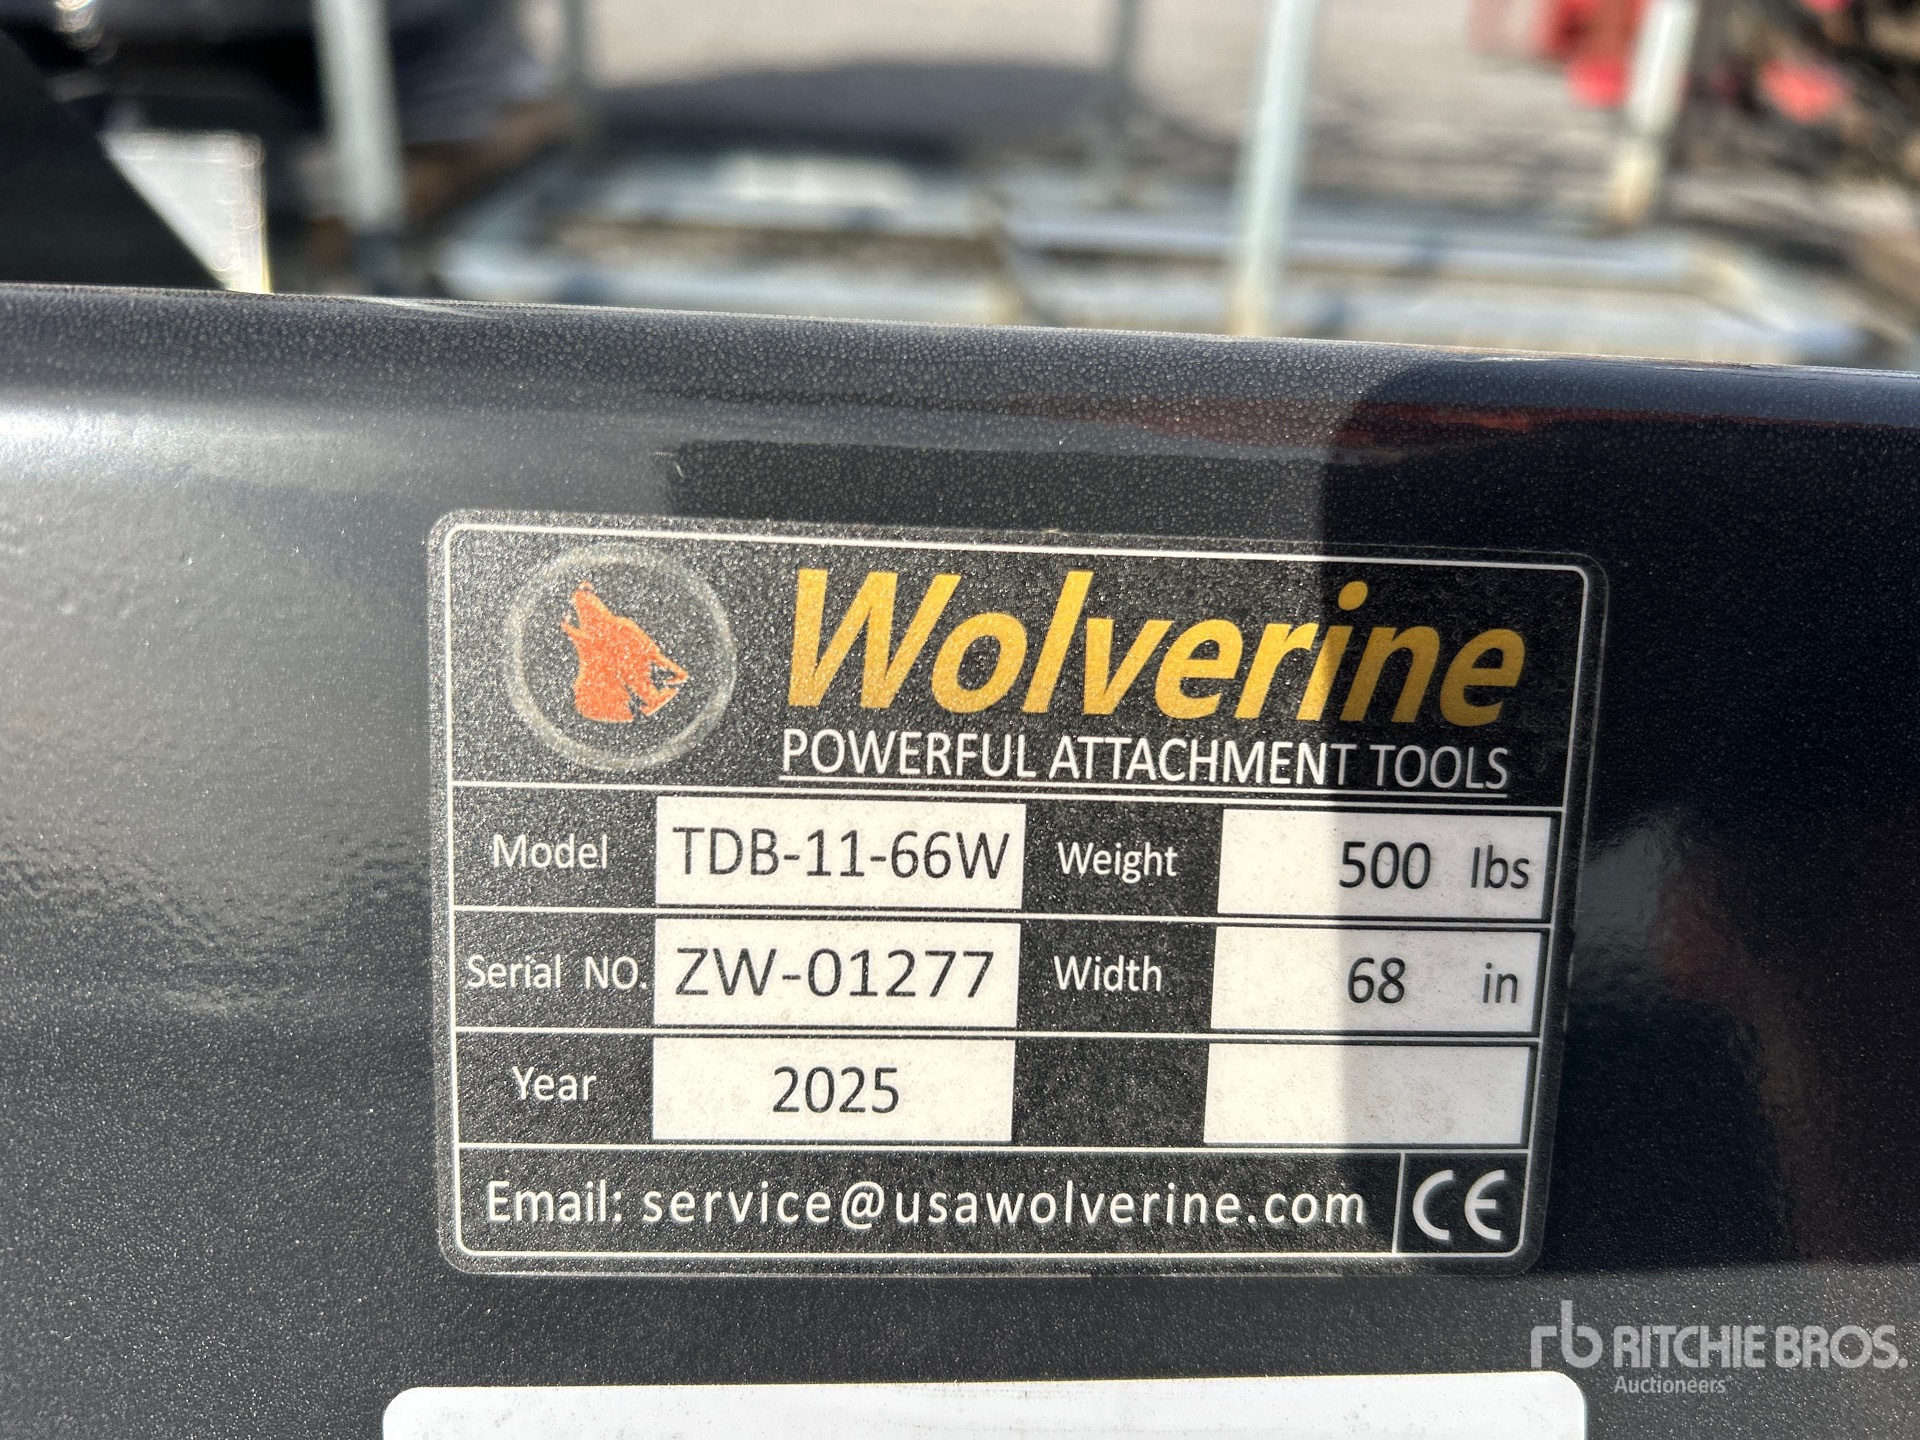 Wolverine
POWERFUL ATTACHMENT TOOLS
Model TDB-11-66W Weight 500 lbs
Serial NO. ZW-01277 Width 68 in
Year 2025
Email: service@usawolverine.com CE
rb RITCHIE BROS.
Auctioneers